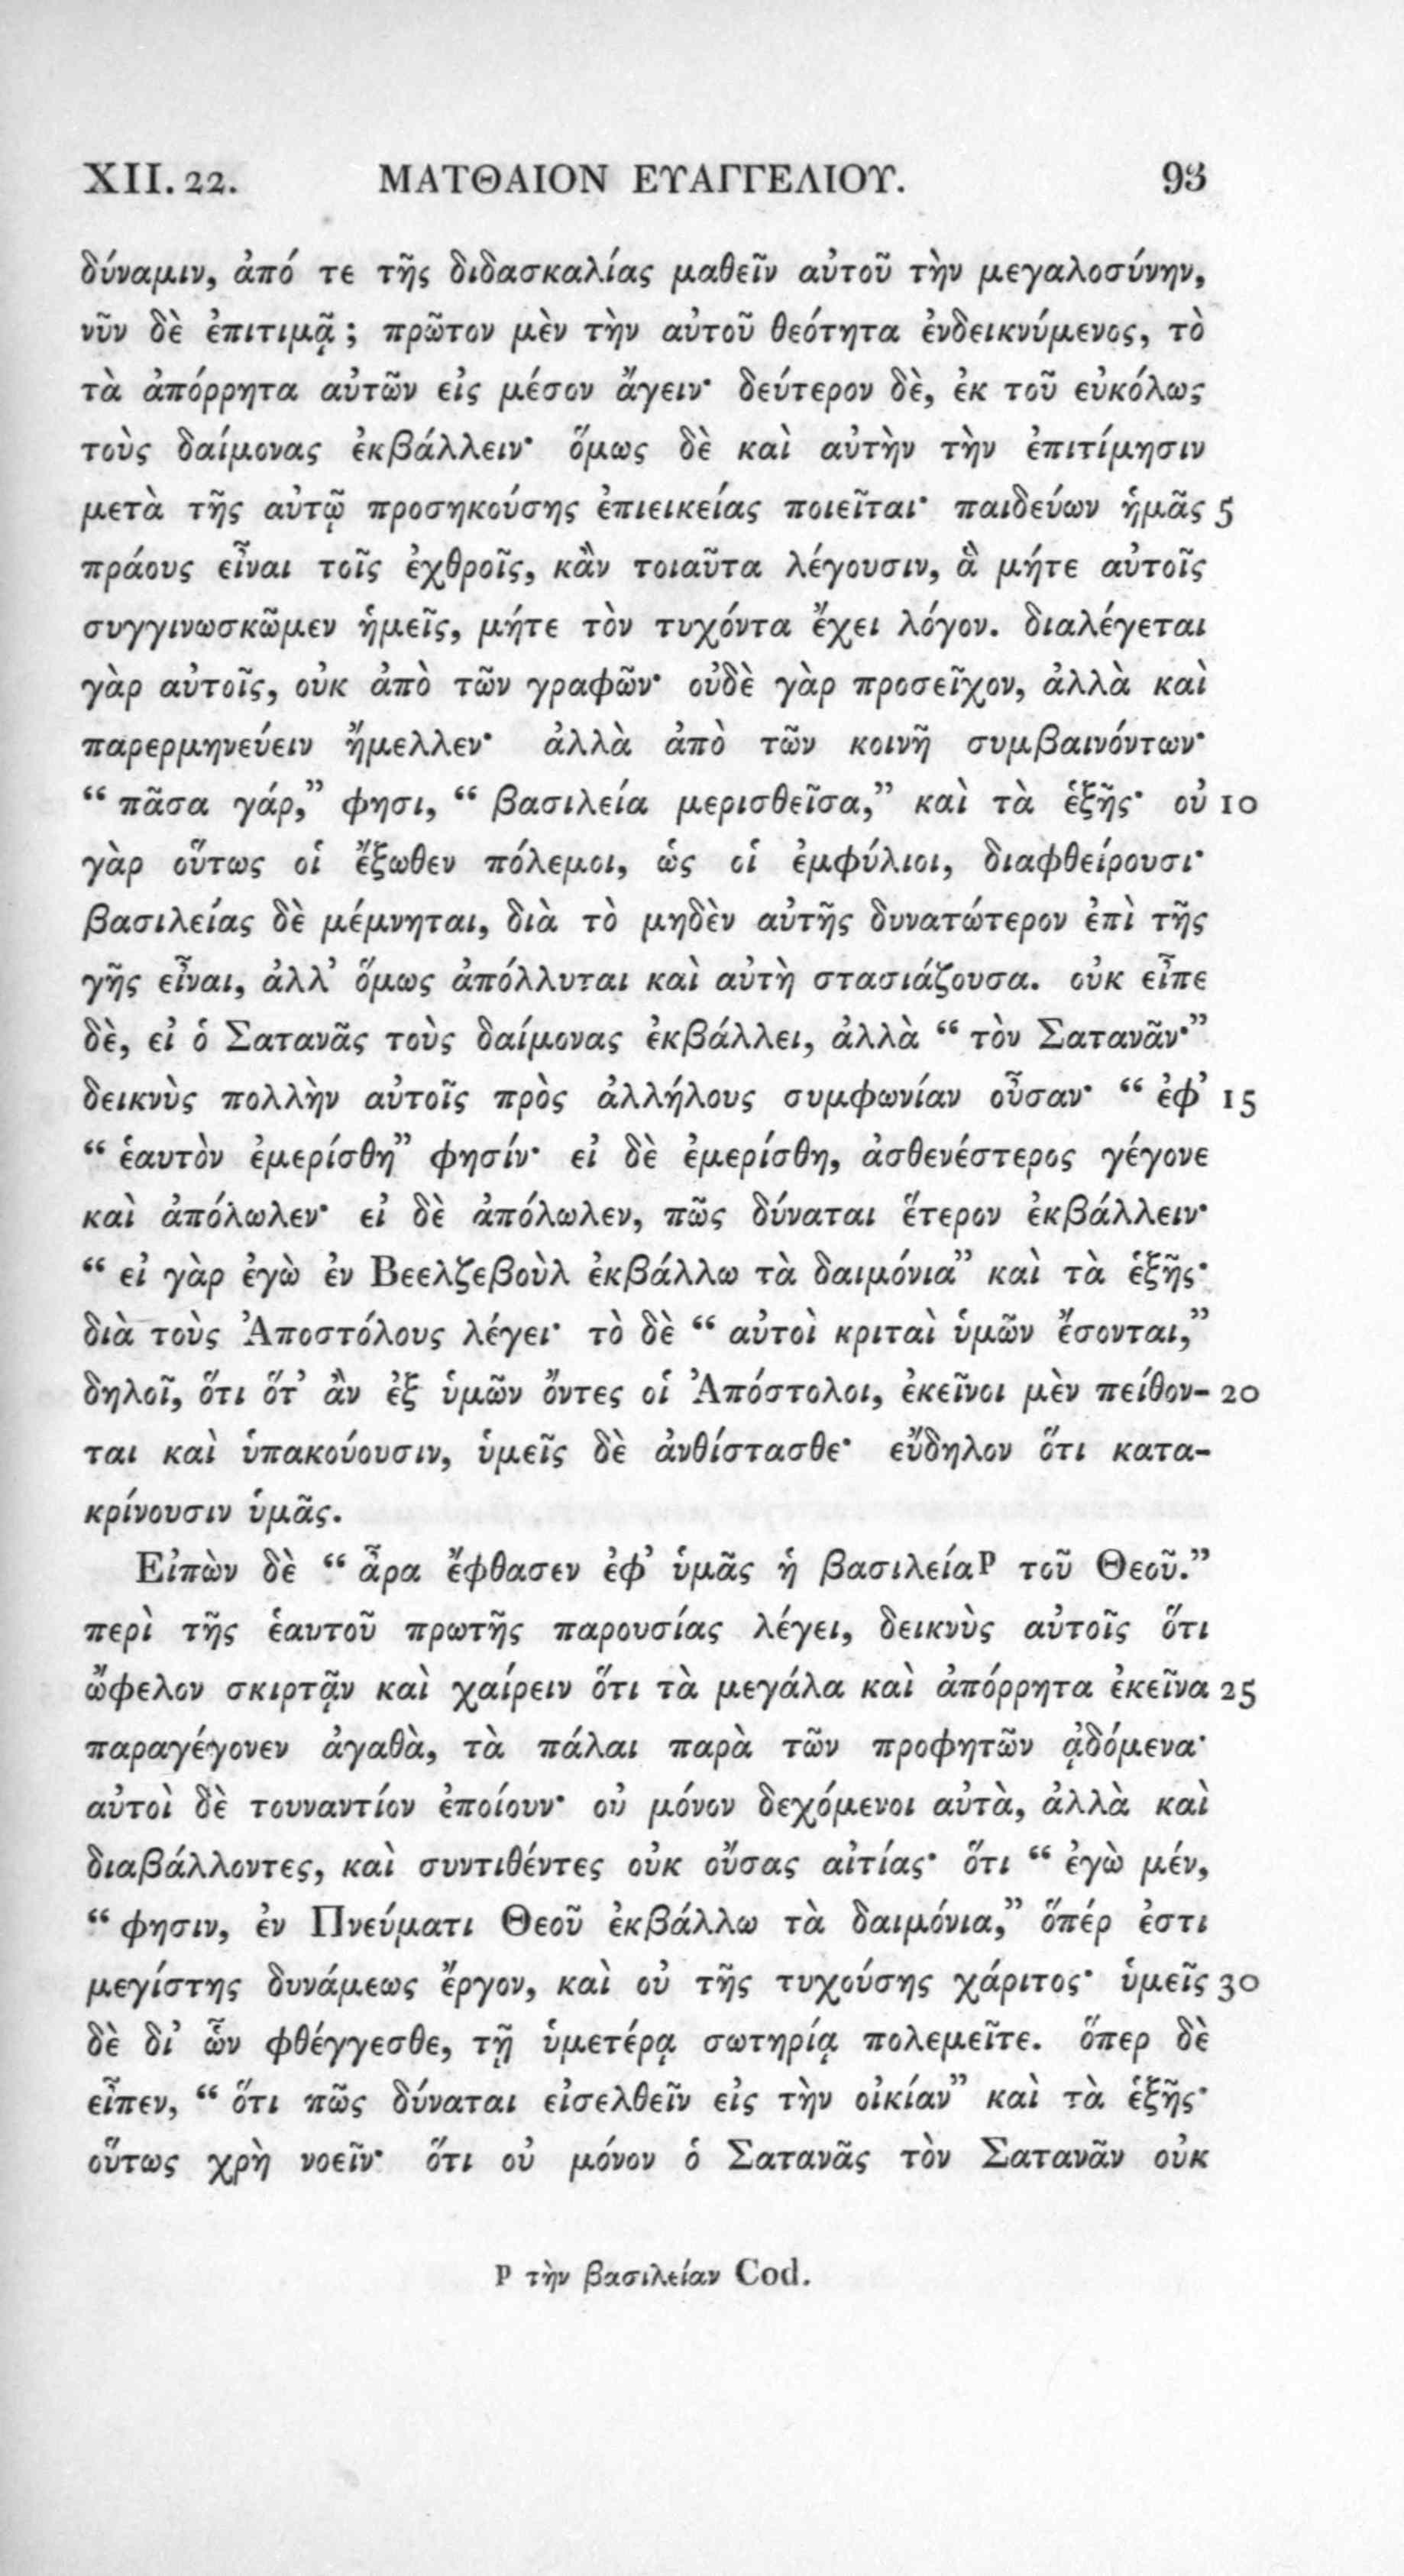 XII. 22. ΜΑΤΘΑΙΟΝ ΕΥΑΓΓΕΛΙΟΥ. 93
δύναμιν, ἀπό τε τῆς διδασκαλίας μαθεῖν αὐτοῦ τὴν μεγαλοσύνην,
νῦν δὲ ἐπιτιμᾷ ; πρῶτον μὲν τὴν αὐτοῦ θεότητα ἐνδεικνύμενος, τὸ
τὰ ἀπόρρητα αὐτῶν εἰς μέσον ἄγειν· δεύτερον δὲ, ἐκ τοῦ εὐκόλως
τοὺς δαίμονας ἐκβάλλειν· ὅμως δὲ καὶ αὐτὴν τὴν ἐπιτίμησιν
μετὰ τῆς αὐτῷ προσηκούσης ἐπιεικείας ποιεῖται· παιδεύων ἡμᾶς 5
πράους εἶναι τοῖς ἐχθροῖς, κἂν τοιαῦτα λέγουσιν, ἃ μήτε αὐτοῖς
συγγινωσκῶμεν ἡμεῖς, μήτε τὸν τυχόντα ἔχει λόγον. διαλέγεται
γὰρ αὐτοῖς, οὐκ ἀπὸ τῶν γραφῶν· οὐδὲ γὰρ προσεῖχον, ἀλλὰ καὶ
παρερμηνεύειν ἤμελλεν· ἀλλὰ ἀπὸ τῶν κοινῆ συμβαινόντων·
“ πᾶσα γάρ,” φησι, “ βασιλεία μερισθεῖσα,” καὶ τὰ ἑξῆς· οὐ 10
γὰρ οὕτως οἱ ἔξωθεν πόλεμοι, ὡς οἱ ἐμφύλιοι, διαφθείρουσι·
βασιλείας δὲ μέμνηται, διὰ τὸ μηδὲν αὐτῆς δυνατώτερον ἐπὶ τῆς
γῆς εἶναι, ἀλλ’ ὅμως ἀπόλλυται καὶ αὐτὴ στασιάζουσα. οὐκ εἶπε
δὲ, εἰ ὁ Σατανᾶς τοὺς δαίμονας ἐκβάλλει, ἀλλὰ “ τὸν Σατανᾶν·”
δεικνὺς πολλὴν αὐτοῖς πρὸς ἀλλήλους συμφωνίαν οὖσαν· “ ἐφ’ 15
“ ἑαυτὸν ἐμερίσθη” φησίν· εἰ δὲ ἐμερίσθη, ἀσθενέστερος γέγονε
καὶ ἀπόλωλεν· εἰ δὲ ἀπόλωλεν, πῶς δύναται ἕτερον ἐκβάλλειν·
“ εἰ γὰρ ἐγὼ ἐν Βεελζεβοὺλ ἐκβάλλω τὰ δαιμόνια” καὶ τὰ ἑξῆς·
διὰ τοὺς Ἀποστόλους λέγει· τὸ δὲ “ αὐτοὶ κριταὶ ὑμῶν ἔσονται,”
δηλοῖ, ὅτι ὅτ’ ἂν ἐξ ὑμῶν ὄντες οἱ Ἀπόστολοι, ἐκεῖνοι μὲν πείθον- 20
ται καὶ ὑπακούουσιν, ὑμεῖς δὲ ἀνθίστασθε· εὔδηλον ὅτι κατα-
κρίνουσιν ὑμᾶς.
Εἰπὼν δὲ “ ἆρα ἔφθασεν ἐφ’ ὑμᾶς ἡ βασιλεία<sup>p</sup> τοῦ Θεοῦ.”
περὶ τῆς ἑαυτοῦ πρωτῆς παρουσίας λέγει, δεικνὺς αὐτοῖς ὅτι
ὤφελον σκιρτᾷν καὶ χαίρειν ὅτι τὰ μεγάλα καὶ ἀπόρρητα ἐκεῖνα 25
παραγέγονεν ἀγαθὰ, τὰ πάλαι παρὰ τῶν προφητῶν ᾀδόμενα·
αὐτοὶ δὲ τουναντίον ἐποίουν· οὐ μόνον δεχόμενοι αὐτὰ, ἀλλὰ καὶ
διαβάλλοντες, καὶ συντιθέντες οὐκ οὔσας αἰτίας· ὅτι “ ἐγὼ μέν,
“ φησιν, ἐν Πνεύματι Θεοῦ ἐκβάλλω τὰ δαιμόνια,” ὅπέρ ἐστι
μεγίστης δυνάμεως ἔργον, καὶ οὐ τῆς τυχούσης χάριτος· ὑμεῖς 30
δὲ δι’ ὧν φθέγγεσθε, τῇ ὑμετέρᾳ σωτηρίᾳ πολεμεῖτε. ὅπερ δὲ
εἶπεν, “ ὅτι πῶς δύναται εἰσελθεῖν εἰς τὴν οἰκίαν” καὶ τὰ ἑξῆς·
οὕτως χρὴ νοεῖν· ὅτι οὐ μόνον ὁ Σατανᾶς τὸν Σατανᾶν οὐκ
p τὴν βασιλείαν Cod.